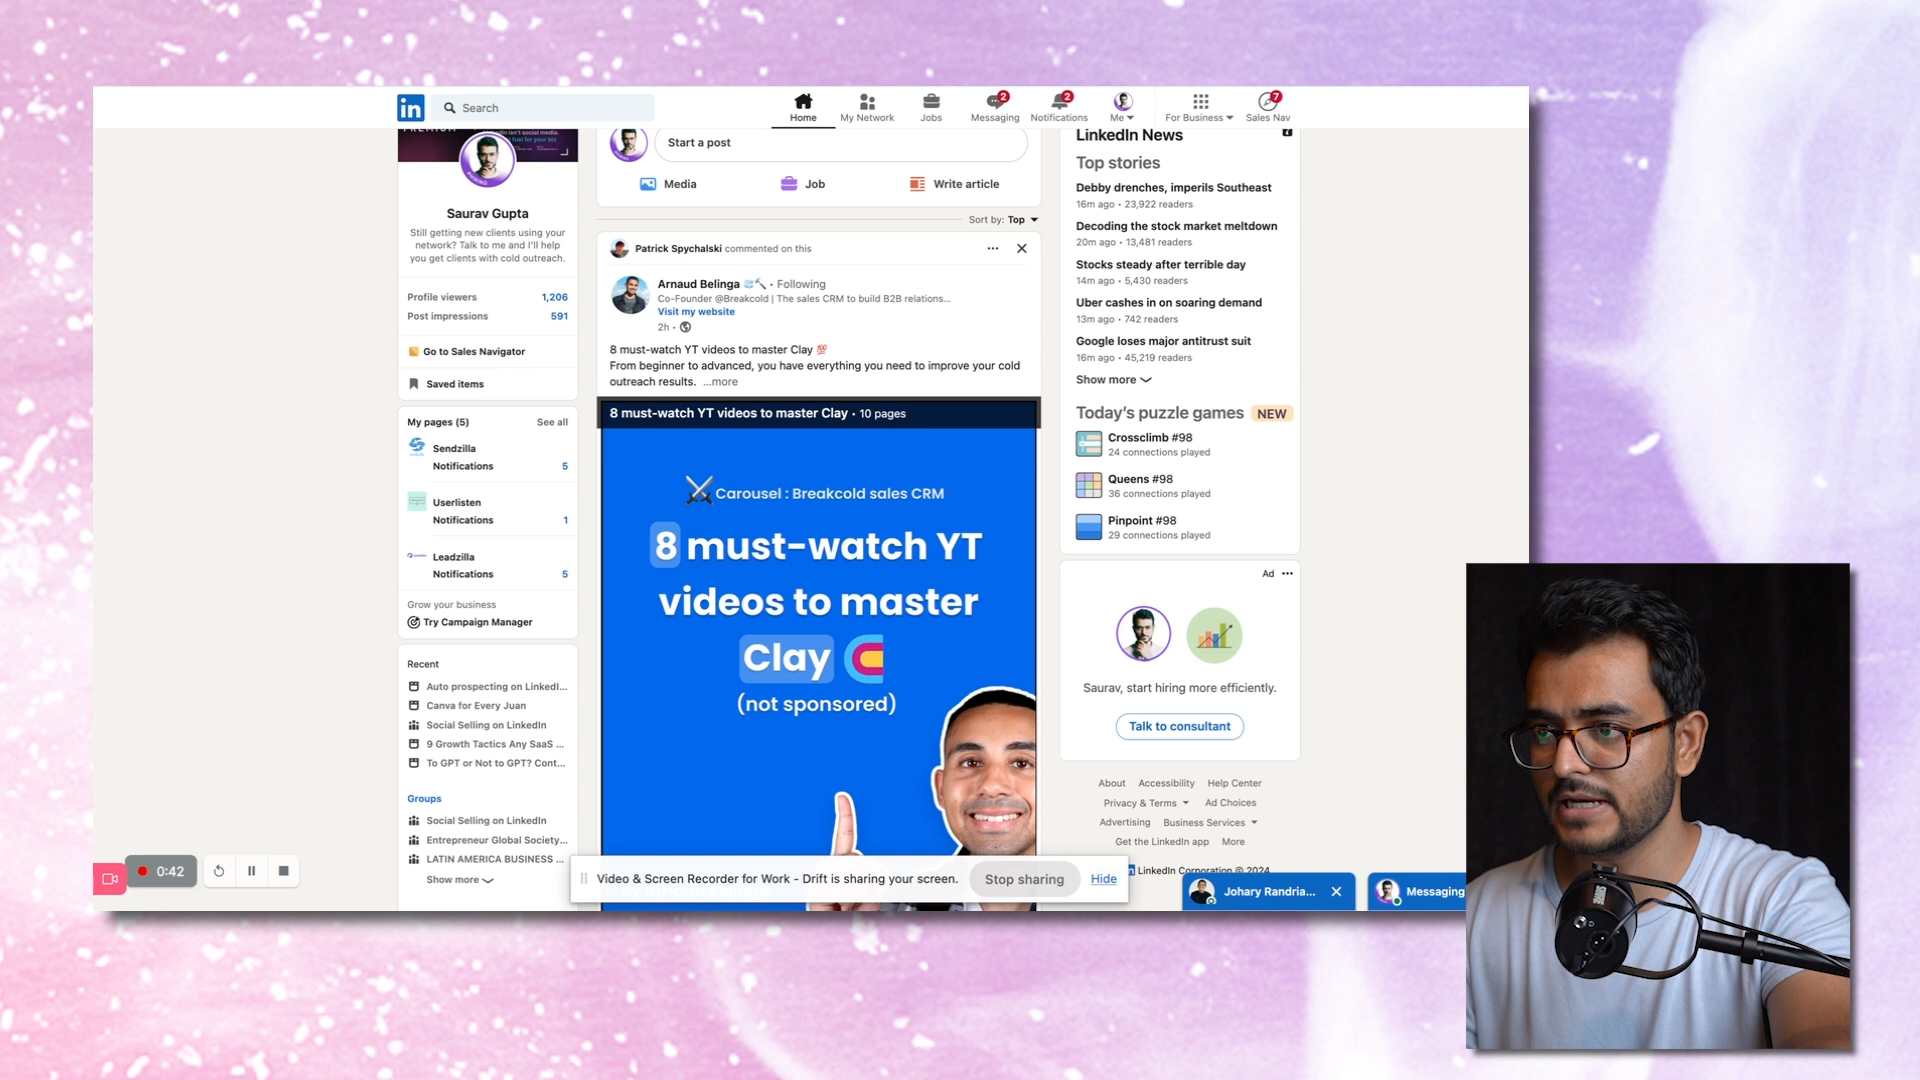 in
Search
Home
My Network
Jobs
2
Messaging
2
Notifications
Me
For Business
7
Sales Nav
Saurav Gupta
Still getting new clients using your
network? Talk to me and I'll help
you get clients with cold outreach.
Profile viewers 1,206
Post impressions 591
Go to Sales Navigator
Saved items
My pages (5) See all
Sendzilla
Notifications 5
Userlisten
Notifications 1
Leadzilla
Notifications 5
Grow your business
Try Campaign Manager
Recent
Auto prospecting on LinkedI...
Canva for Every Juan
Social Selling on LinkedIn
9 Growth Tactics Any SaaS ...
To GPT or Not to GPT? Cont...
Groups
Social Selling on LinkedIn
Entrepreneur Global Society...
LATIN AMERICA BUSINESS ...
Show more
Start a post
Media Job Write article
Sort by: Top
Patrick Spychalski commented on this
Arnaud Belinga • Following
Co-Founder @Breakcold | The sales CRM to build B2B relations...
Visit my website
2h •
8 must-watch YT videos to master Clay 💯
From beginner to advanced, you have everything you need to improve your cold
outreach results. ...more
8 must-watch YT videos to master Clay • 10 pages
Carousel : Breakcold sales CRM
8 must-watch YT
videos to master
Clay
(not sponsored)
LinkedIn News
Top stories
Debby drenches, imperils Southeast
16m ago • 23,922 readers
Decoding the stock market meltdown
20m ago • 13,481 readers
Stocks steady after terrible day
14m ago • 5,430 readers
Uber cashes in on soaring demand
13m ago • 742 readers
Google loses major antitrust suit
16m ago • 45,219 readers
Show more
Today's puzzle games NEW
Crossclimb #98
24 connections played
Queens #98
36 connections played
Pinpoint #98
29 connections played
Ad
Saurav, start hiring more efficiently.
Talk to consultant
About Accessibility Help Center
Privacy & Terms Ad Choices
Advertising Business Services
Get the LinkedIn app More
LinkedIn Corporation © 2024
0:42
Video & Screen Recorder for Work - Drift is sharing your screen. Stop sharing Hide
Johary Randria...
Messaging
SHURE